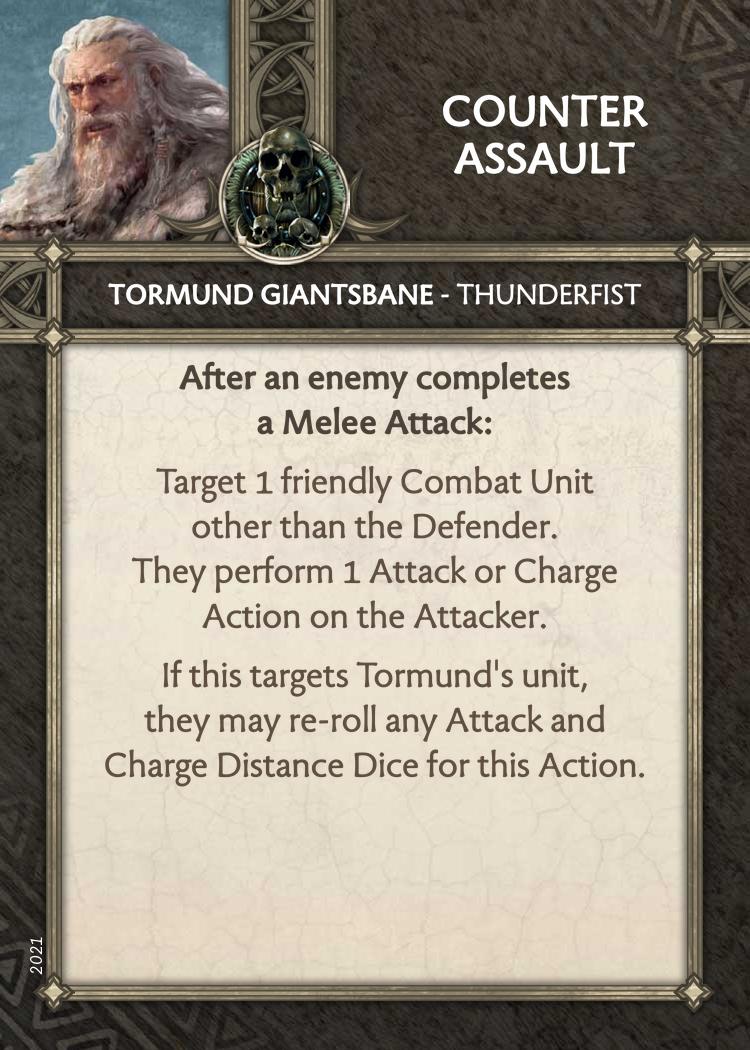 COUNTER
ASSAULT
TORMUND GIANTSBANE - THUNDERFIST
After an enemy completes
a Melee Attack:
Target 1 friendly Combat Unit
other than the Defender.
They perform 1 Attack or Charge
Action on the Attacker.
If this targets Tormund's unit,
they may re-roll any Attack and
Charge Distance Dice for this Action.
2021